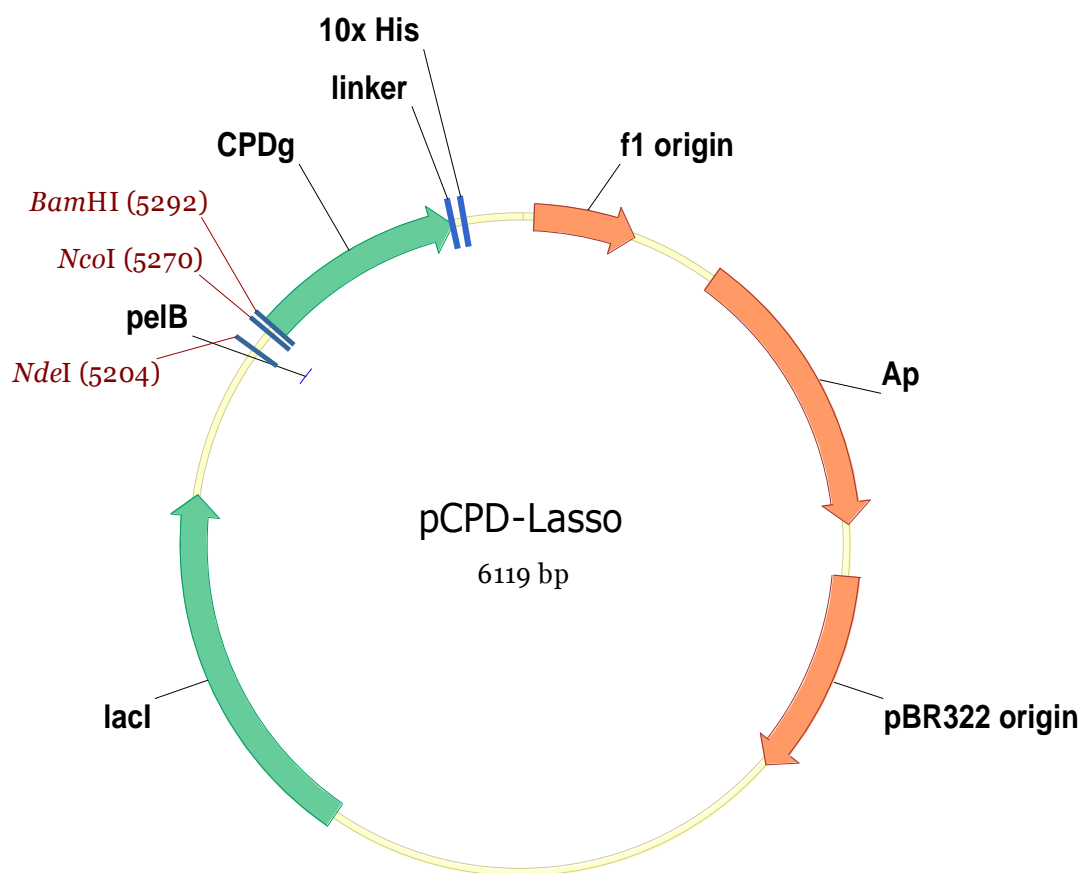 10x His
linker
CPDg
f1 origin
BamHI (5292)
NcoI (5270)
pelB
NdeI (5204)
Ap
pCPD-Lasso
6119 bp
lacI
pBR322 origin